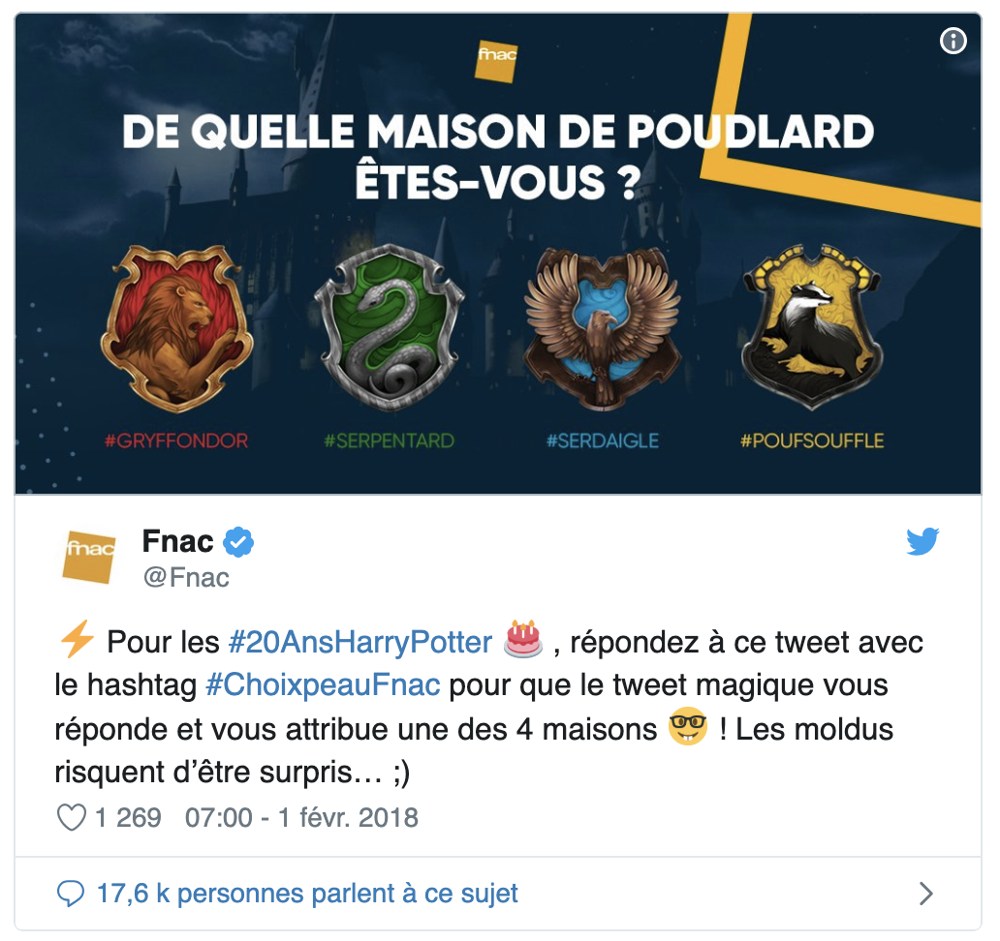 fnac
DE QUELLE MAISON DE POUDLARD
ÊTES-VOUS ?
#GRYFFONDOR #SERPENTARD #SERDAIGLE #POUFSOUFFLE
fnac
Fnac
@Fnac
⚡ Pour les #20AnsHarryPotter 🎂 , répondez à ce tweet avec
le hashtag #ChoixpeauFnac pour que le tweet magique vous
réponde et vous attribue une des 4 maisons 🤓 ! Les moldus
risquent d’être surpris… ;)
1 269 07:00 - 1 févr. 2018
17,6 k personnes parlent à ce sujet